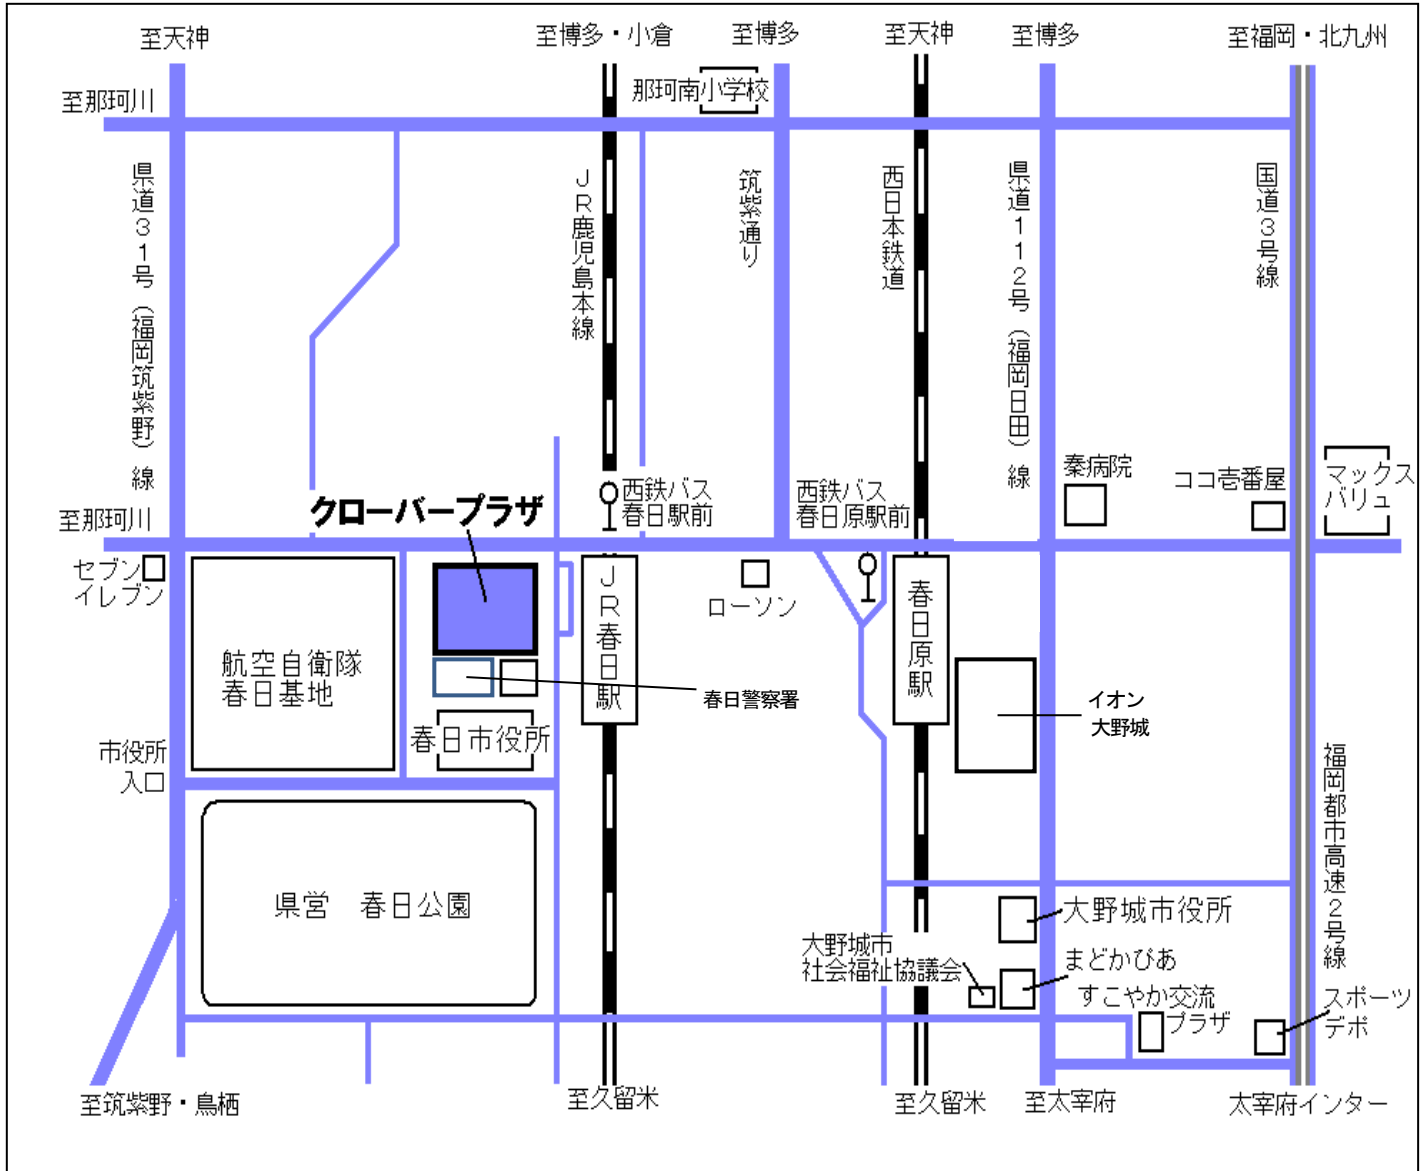 至天神
至博多・小倉
至博多
至天神
至博多
至福岡・北九州
至那珂川
那珂南小学校
県道31号（福岡筑紫野）線
JR鹿児島本線
筑紫通り
西日本鉄道
県道112号（福岡日田）線
国道3号線
秦病院
ココ壱番屋
マックス
バリュ
西鉄バス
春日駅前
西鉄バス
春日原駅前
クローバープラザ
至那珂川
セブン
イレブン
JR春日駅
ローソン
春日原駅
航空自衛隊
春日基地
春日警察署
イオン
大野城
春日市役所
市役所
入口
福岡都市高速2号線
県営　春日公園
大野城市役所
大野城市
社会福祉協議会
まどかぴあ
すこやか交流
プラザ
スポーツ
デポ
至筑紫野・鳥栖
至久留米
至久留米
至太宰府
太宰府インター